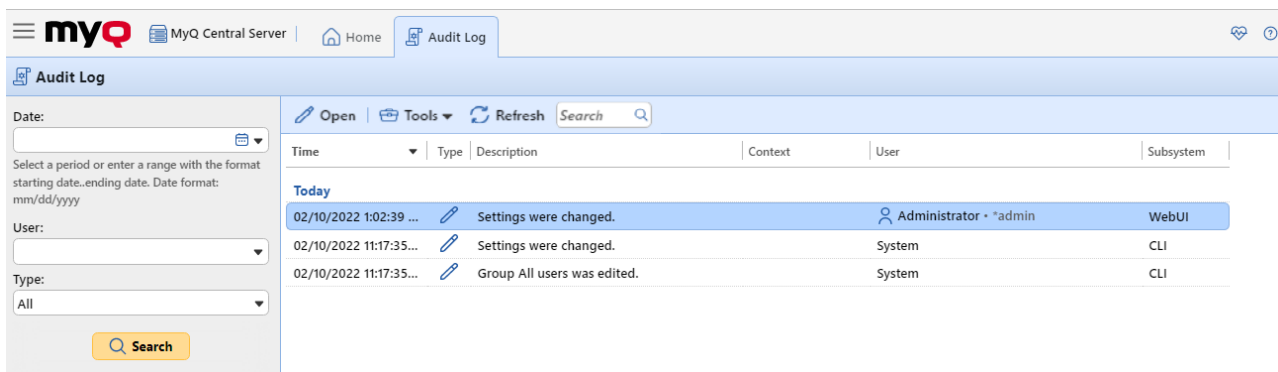 myQ MyQ Central Server Home Audit Log
Audit Log
Date:
Select a period or enter a range with the format
starting date..ending date. Date format:
mm/dd/yyyy
User:
Type:
All
Search
Open Tools Refresh Search
Time Type Description Context User Subsystem
Today
02/10/2022 1:02:39 ... Settings were changed. Administrator • *admin WebUI
02/10/2022 11:17:35... Settings were changed. System CLI
02/10/2022 11:17:35... Group All users was edited. System CLI